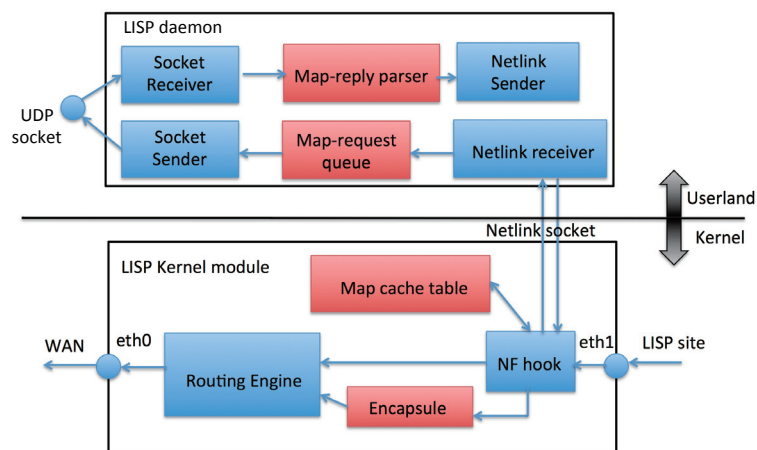 LISP daemon
Socket
Receiver
Map-reply parser
Netlink
Sender
UDP
socket
Socket
Sender
Map-request
queue
Netlink receiver
Userland
Netlink socket
Kernel
LISP Kernel module
Map cache table
WAN
eth0
Routing Engine
NF hook
eth1
LISP site
Encapsule